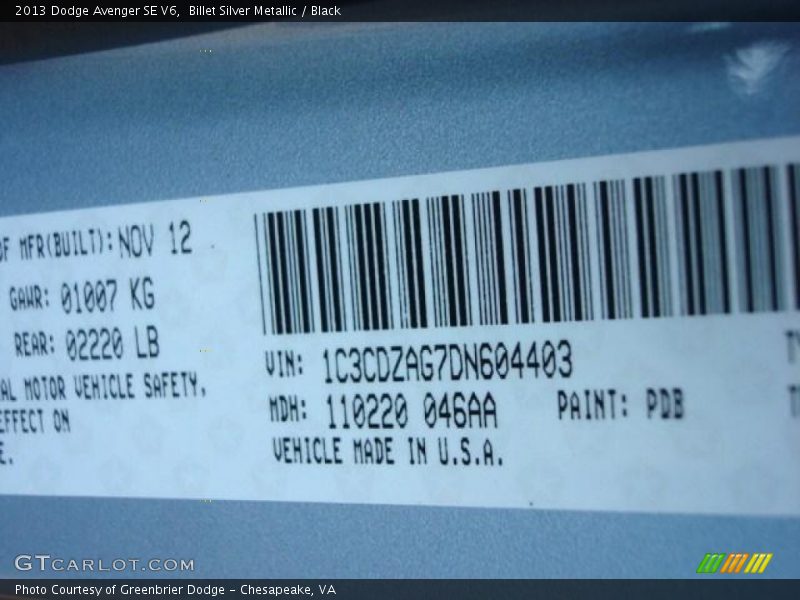 2013 Dodge Avenger SE V6,  Billet Silver Metallic / Black
OF MFR(BUILT): NOV 12
GAWR: 01007 KG
REAR: 02220 LB
VIN: 1C3CDZAG7DN604403
MOTOR VEHICLE SAFETY.
MDH: 110220 046AA PAINT: PDB
EFFECT ON
VEHICLE MADE IN U.S.A.
GTCARLOT.COM
Photo Courtesy of Greenbrier Dodge – Chesapeake, VA